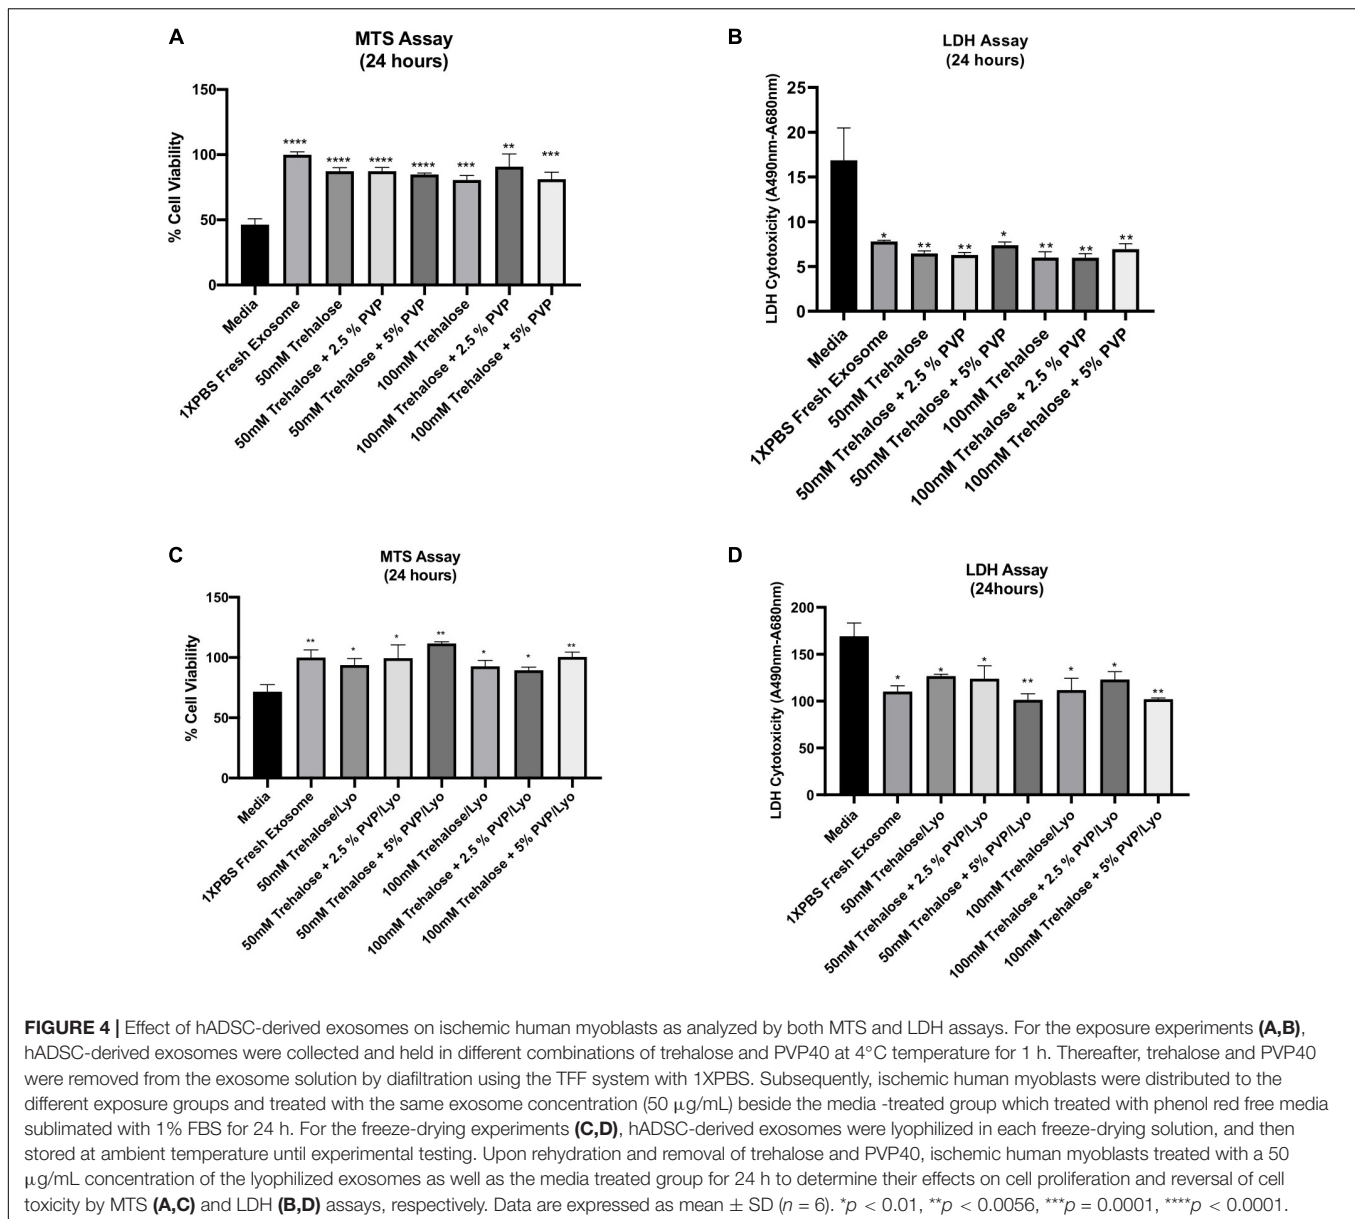 A
MTS Assay
(24 hours)
% Cell Viability
150
100
50
0
****
****
****
****
***
**
***
Media
1XPBS Fresh Exosome
50mM Trehalose
50mM Trehalose + 2.5 % PVP
50mM Trehalose + 5% PVP
100mM Trehalose
100mM Trehalose + 2.5 % PVP
100mM Trehalose + 5% PVP
B
LDH Assay
(24 hours)
LDH Cytotoxicity (A490nm-A680nm)
25
20
15
10
5
0
*
**
**
*
**
**
**
Media
1XPBS Fresh Exosome
50mM Trehalose
50mM Trehalose + 2.5 % PVP
50mM Trehalose + 5% PVP
100mM Trehalose
100mM Trehalose + 2.5 % PVP
100mM Trehalose + 5% PVP
C
MTS Assay
(24 hours)
% Cell Viability
150
100
50
0
**
*
*
**
*
*
**
Media
1XPBS Fresh Exosome
50mM Trehalose/Lyo
50mM Trehalose + 2.5 % PVP/Lyo
50mM Trehalose + 5% PVP/Lyo
100mM Trehalose/Lyo
100mM Trehalose + 2.5 % PVP/Lyo
100mM Trehalose + 5% PVP/Lyo
D
LDH Assay
(24hours)
LDH Cytotoxicity (A490nm-A680nm)
200
150
100
50
0
*
*
*
**
*
*
**
Media
1XPBS Fresh Exosome
50mM Trehalose/Lyo
50mM Trehalose + 2.5 % PVP/Lyo
50mM Trehalose + 5% PVP/Lyo
100mM Trehalose/Lyo
100mM Trehalose + 2.5 % PVP/Lyo
100mM Trehalose + 5% PVP/Lyo
FIGURE 4 | Effect of hADSC-derived exosomes on ischemic human myoblasts as analyzed by both MTS and LDH assays. For the exposure experiments (A,B),
hADSC-derived exosomes were collected and held in different combinations of trehalose and PVP40 at 4°C temperature for 1 h. Thereafter, trehalose and PVP40
were removed from the exosome solution by diafiltration using the TFF system with 1XPBS. Subsequently, ischemic human myoblasts were distributed to the
different exposure groups and treated with the same exosome concentration (50 μg/mL) beside the media -treated group which treated with phenol red free media
sublimated with 1% FBS for 24 h. For the freeze-drying experiments (C,D), hADSC-derived exosomes were lyophilized in each freeze-drying solution, and then
stored at ambient temperature until experimental testing. Upon rehydration and removal of trehalose and PVP40, ischemic human myoblasts treated with a 50
μg/mL concentration of the lyophilized exosomes as well as the media treated group for 24 h to determine their effects on cell proliferation and reversal of cell
toxicity by MTS (A,C) and LDH (B,D) assays, respectively. Data are expressed as mean ± SD (n = 6). *p < 0.01, **p < 0.0056, ***p = 0.0001, ****p < 0.0001.